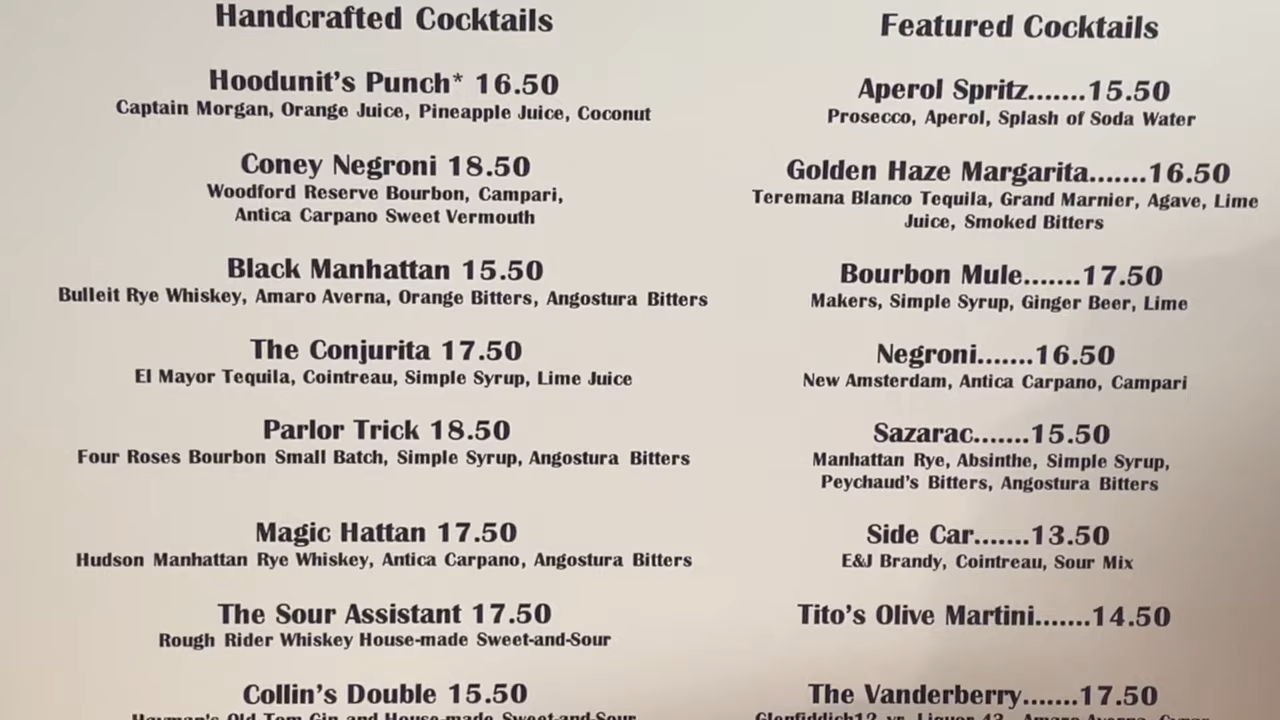 Handcrafted Cocktails
Hoodunit's Punch* 16.50
Captain Morgan, Orange Juice, Pineapple Juice, Coconut
Coney Negroni 18.50
Woodford Reserve Bourbon, Campari,
Antica Carpano Sweet Vermouth
Black Manhattan 15.50
Bulleit Rye Whiskey, Amaro Averna, Orange Bitters, Angostura Bitters
The Conjurita 17.50
El Mayor Tequila, Cointreau, Simple Syrup, Lime Juice
Parlor Trick 18.50
Four Roses Bourbon Small Batch, Simple Syrup, Angostura Bitters
Magic Hattan 17.50
Hudson Manhattan Rye Whiskey, Antica Carpano, Angostura Bitters
The Sour Assistant 17.50
Rough Rider Whiskey House-made Sweet-and-Sour
Collin's Double 15.50
Hayman's Old Tom Gin and House-made Sweet-and-Sour
Featured Cocktails
Aperol Spritz.......15.50
Prosecco, Aperol, Splash of Soda Water
Golden Haze Margarita.......16.50
Teremana Blanco Tequila, Grand Marnier, Agave, Lime
Juice, Smoked Bitters
Bourbon Mule.......17.50
Makers, Simple Syrup, Ginger Beer, Lime
Negroni.......16.50
New Amsterdam, Antica Carpano, Campari
Sazarac.......15.50
Manhattan Rye, Absinthe, Simple Syrup,
Peychaud's Bitters, Angostura Bitters
Side Car.......13.50
E&J Brandy, Cointreau, Sour Mix
Tito's Olive Martini.......14.50
The Vanderberry.......17.50
Glenfiddich12 yr, Liquor 43, Amaro Averna,